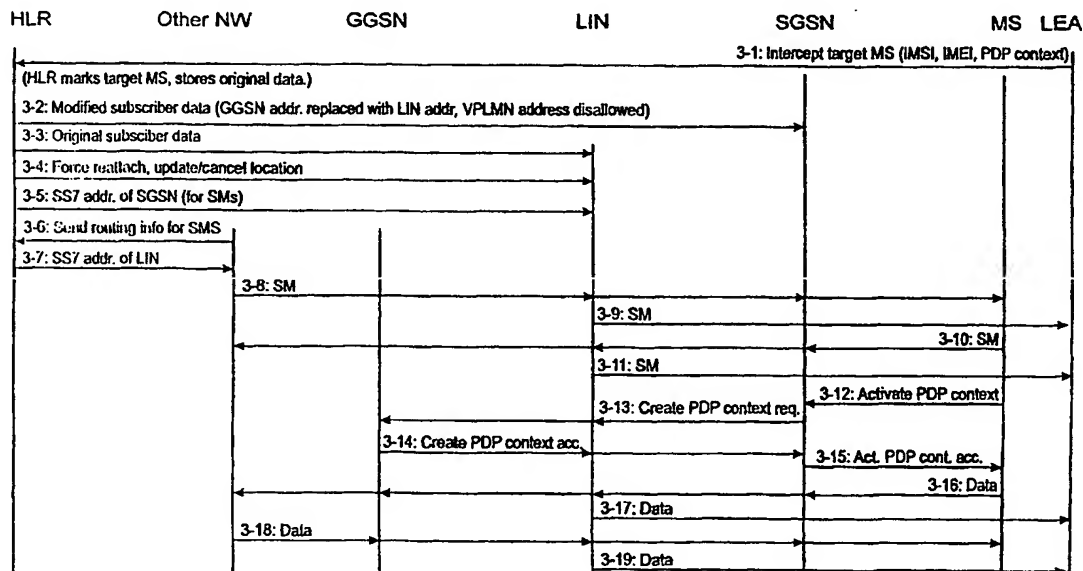 HLR Other NW GGSN LIN SGSN MS LEA
3-1: Intercept target MS (IMSI, IMEI, PDP context)
(HLR marks target MS, stores original data.)
3-2: Modified subscriber data (GGSN addr. replaced with LIN addr, VPLMN address disallowed)
3-3: Original subsciber data
3-4: Force reattach, update/cancel location
3-5: SS7 addr. of SGSN (for SMs)
3-6: Send routing info for SMS
3-7: SS7 addr. of LIN
3-8: SM
3-9: SM
3-10: SM
3-11: SM
3-12: Activate PDP context
3-13: Create PDP context req.
3-14: Create PDP context acc.
3-15: Act. PDP cont. acc.
3-16: Data
3-17: Data
3-18: Data
3-19: Data